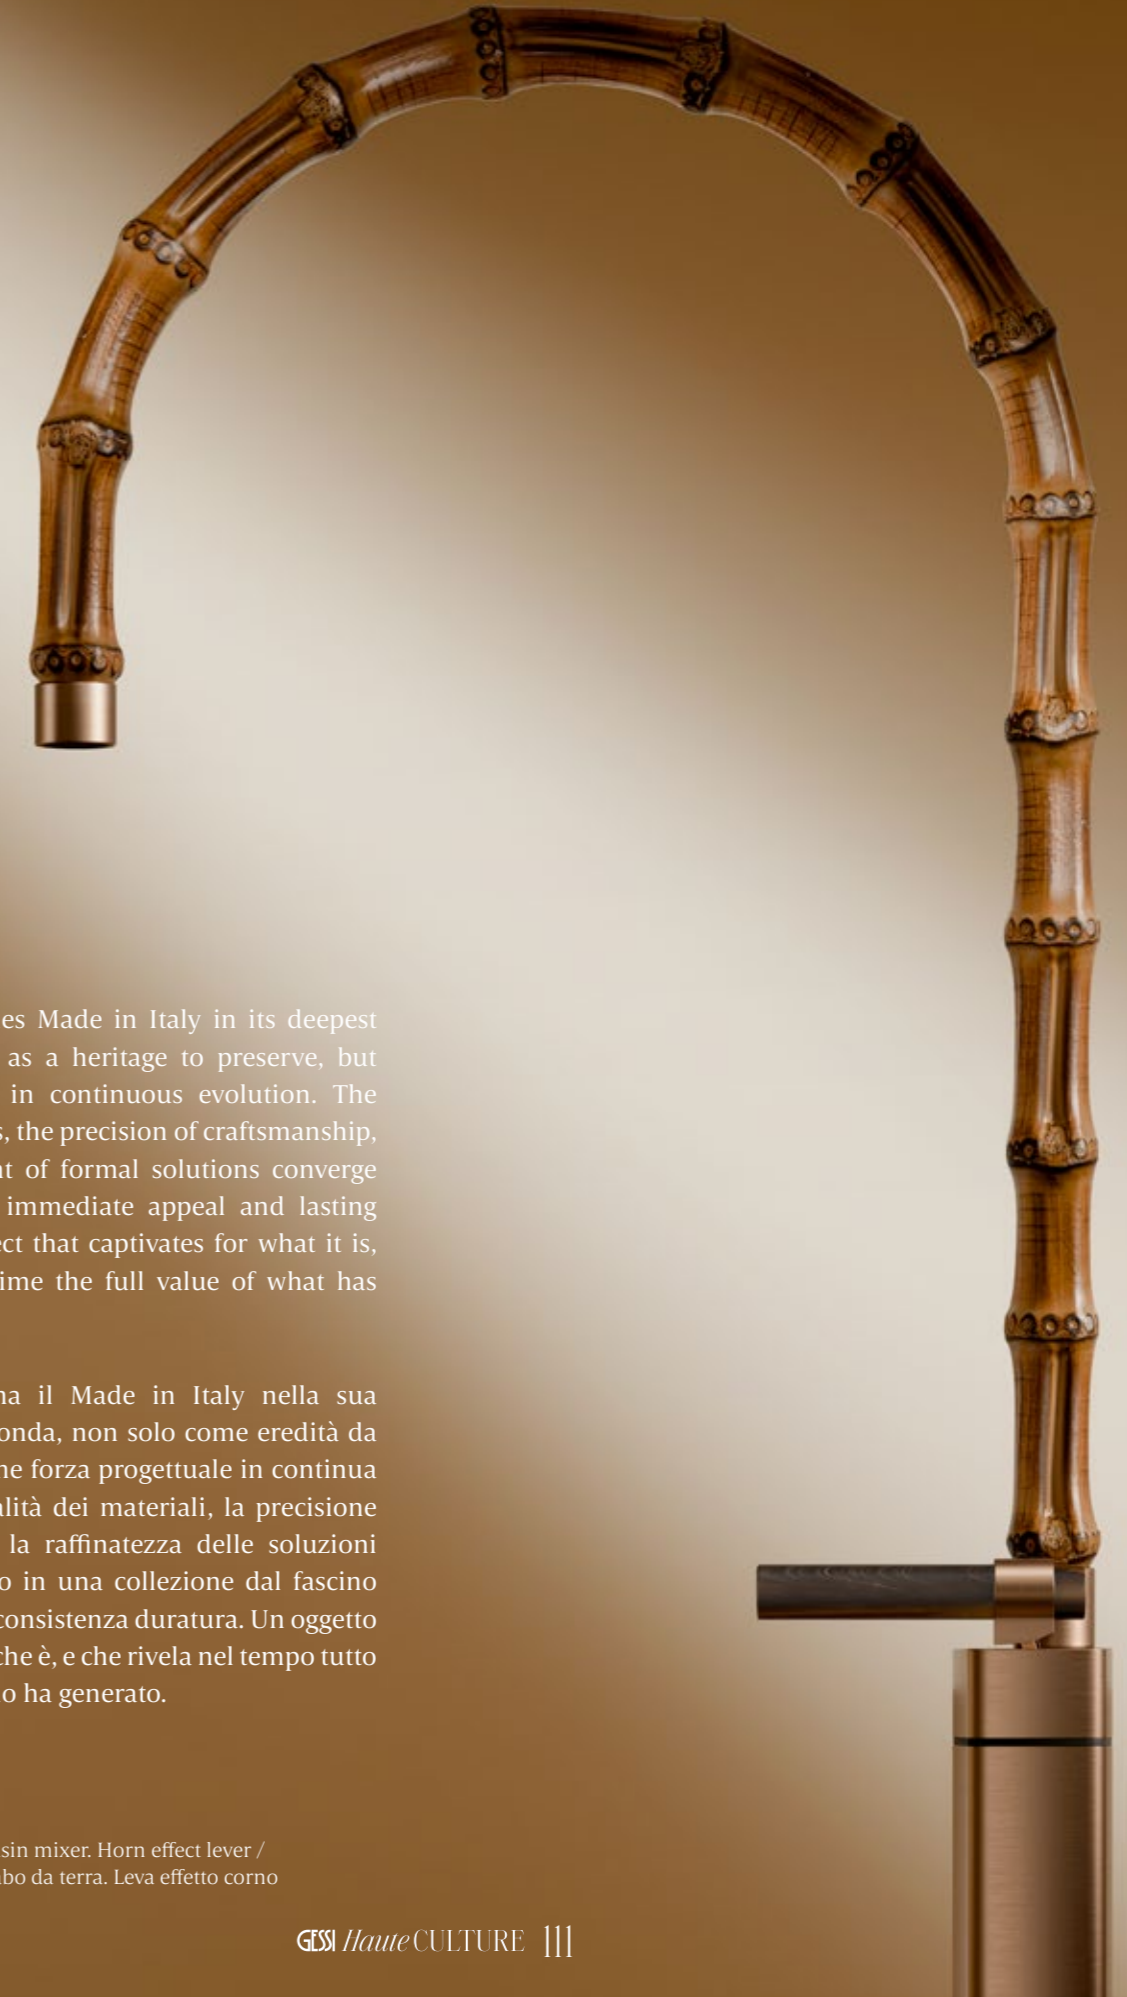 es Made in Italy in its deepest
as a heritage to preserve, but
in continuous evolution. The
s, the precision of craftsmanship,
nt of formal solutions converge
immediate appeal and lasting
ect that captivates for what it is,
ime the full value of what has
na il Made in Italy nella sua
onda, non solo come eredità da
ne forza progettuale in continua
alità dei materiali, la precisione
la raffinatezza delle soluzioni
o in una collezione dal fascino
consistenza duratura. Un oggetto
che è, e che rivela nel tempo tutto
o ha generato.
sin mixer. Horn effect lever /
abo da terra. Leva effetto corno
GESSI Haute CULTURE 111